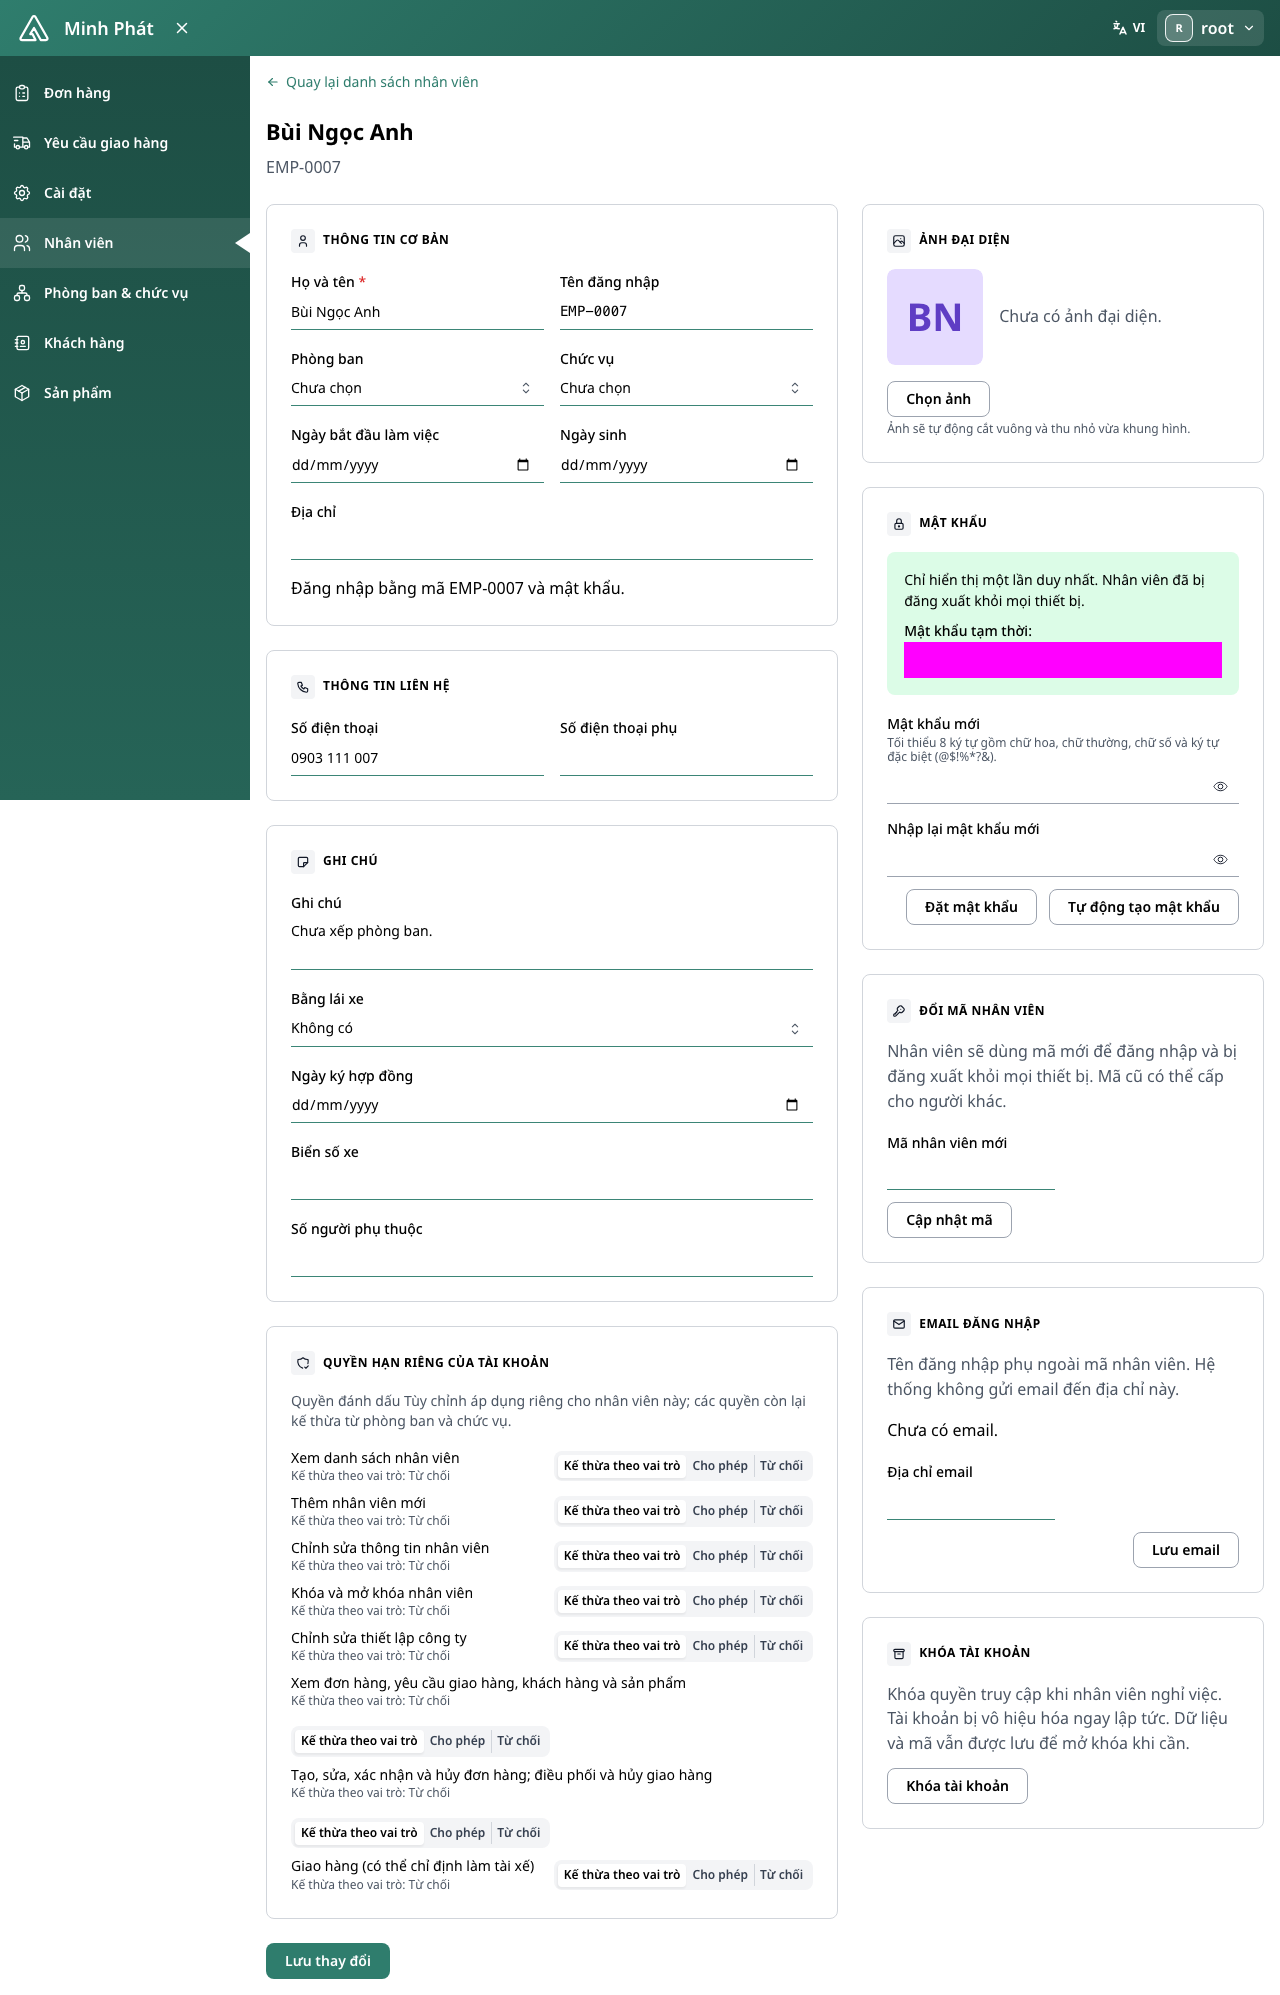 Minh Phát
VI
R
root
Đơn hàng
Yêu cầu giao hàng
Cài đặt
Nhân viên
Phòng ban & chức vụ
Khách hàng
Sản phẩm
Quay lại danh sách nhân viên
Bùi Ngọc Anh
EMP-0007
THÔNG TIN CƠ BẢN
Họ và tên *
Tên đăng nhập
Bùi Ngọc Anh
EMP-0007
Phòng ban
Chức vụ
Chưa chọn
Chưa chọn
Ngày bắt đầu làm việc
Ngày sinh
dd/mm/yyyy
dd/mm/yyyy
Địa chỉ
Đăng nhập bằng mã EMP-0007 và mật khẩu.
THÔNG TIN LIÊN HỆ
Số điện thoại
Số điện thoại phụ
0903 111 007
GHI CHÚ
Ghi chú
Chưa xếp phòng ban.
Bằng lái xe
Không có
Ngày ký hợp đồng
dd/mm/yyyy
Biển số xe
Số người phụ thuộc
QUYỀN HẠN RIÊNG CỦA TÀI KHOẢN
Quyền đánh dấu Tùy chỉnh áp dụng riêng cho nhân viên này; các quyền còn lại
kế thừa từ phòng ban và chức vụ.
Xem danh sách nhân viên
Kế thừa theo vai trò: Từ chối
Kế thừa theo vai trò Cho phép Từ chối
Thêm nhân viên mới
Kế thừa theo vai trò: Từ chối
Kế thừa theo vai trò Cho phép Từ chối
Chỉnh sửa thông tin nhân viên
Kế thừa theo vai trò: Từ chối
Kế thừa theo vai trò Cho phép Từ chối
Khóa và mở khóa nhân viên
Kế thừa theo vai trò: Từ chối
Kế thừa theo vai trò Cho phép Từ chối
Chỉnh sửa thiết lập công ty
Kế thừa theo vai trò: Từ chối
Kế thừa theo vai trò Cho phép Từ chối
Xem đơn hàng, yêu cầu giao hàng, khách hàng và sản phẩm
Kế thừa theo vai trò: Từ chối
Kế thừa theo vai trò Cho phép Từ chối
Tạo, sửa, xác nhận và hủy đơn hàng; điều phối và hủy giao hàng
Kế thừa theo vai trò: Từ chối
Kế thừa theo vai trò Cho phép Từ chối
Giao hàng (có thể chỉ định làm tài xế)
Kế thừa theo vai trò: Từ chối
Kế thừa theo vai trò Cho phép Từ chối
Lưu thay đổi
ẢNH ĐẠI DIỆN
BN
Chưa có ảnh đại diện.
Chọn ảnh
Ảnh sẽ tự động cắt vuông và thu nhỏ vừa khung hình.
MẬT KHẨU
Chỉ hiển thị một lần duy nhất. Nhân viên đã bị
đăng xuất khỏi mọi thiết bị.
Mật khẩu tạm thời:
Mật khẩu mới
Tối thiểu 8 ký tự gồm chữ hoa, chữ thường, chữ số và ký tự
đặc biệt (@$!%*?&).
Nhập lại mật khẩu mới
Đặt mật khẩu
Tự động tạo mật khẩu
ĐỔI MÃ NHÂN VIÊN
Nhân viên sẽ dùng mã mới để đăng nhập và bị
đăng xuất khỏi mọi thiết bị. Mã cũ có thể cấp
cho người khác.
Mã nhân viên mới
Cập nhật mã
EMAIL ĐĂNG NHẬP
Tên đăng nhập phụ ngoài mã nhân viên. Hệ
thống không gửi email đến địa chỉ này.
Chưa có email.
Địa chỉ email
Lưu email
KHÓA TÀI KHOẢN
Khóa quyền truy cập khi nhân viên nghỉ việc.
Tài khoản bị vô hiệu hóa ngay lập tức. Dữ liệu
và mã vẫn được lưu để mở khóa khi cần.
Khóa tài khoản